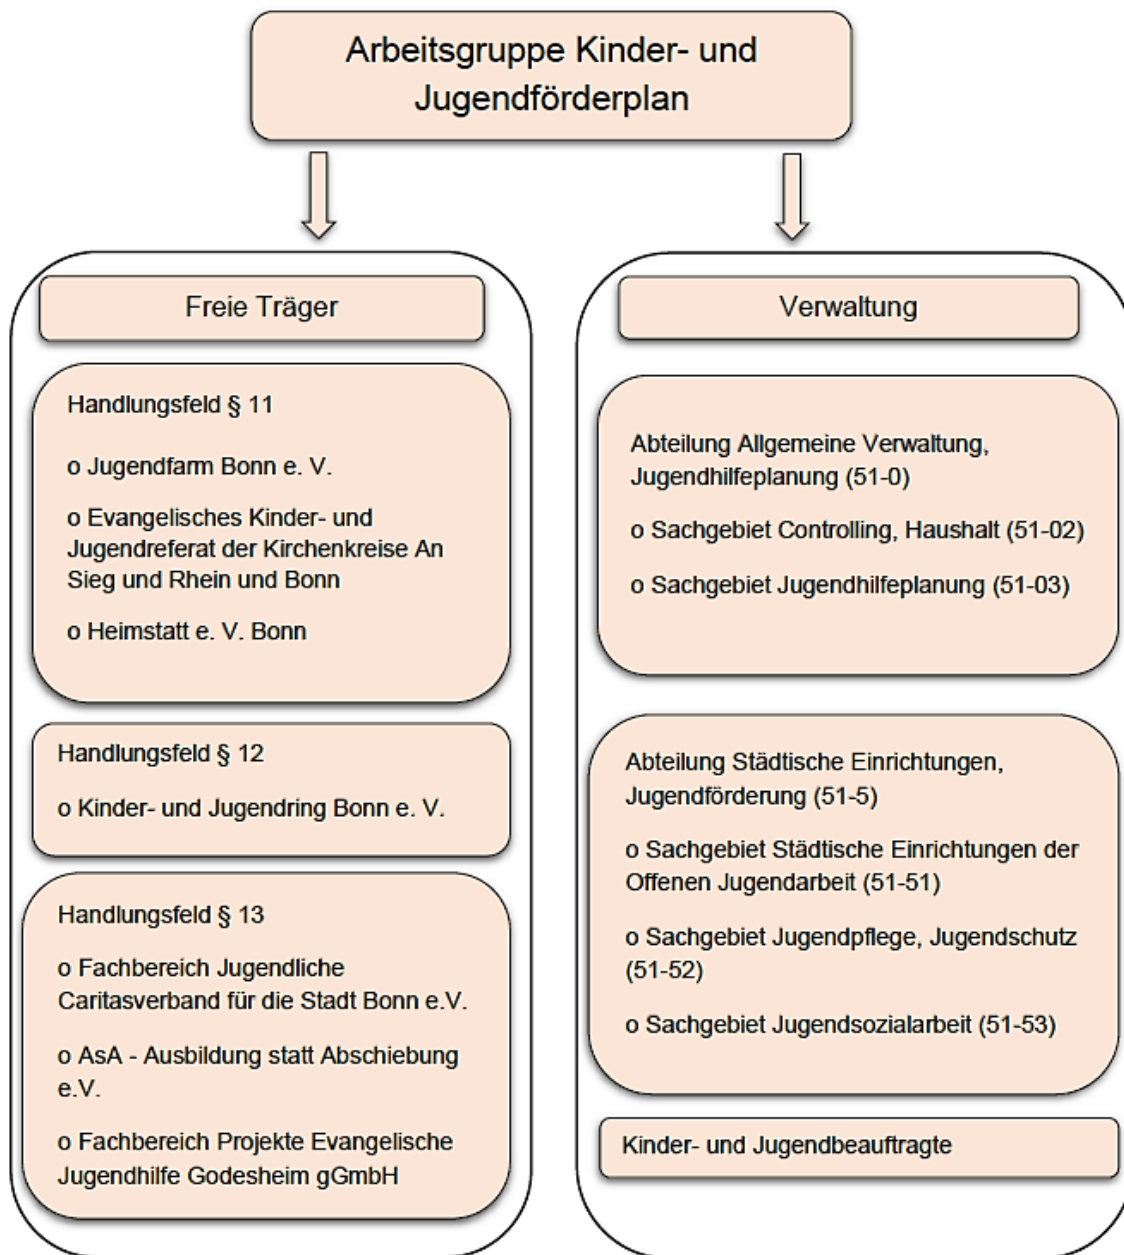 Arbeitsgruppe Kinder- und
Jugendförderplan
Freie Träger
Handlungsfeld § 11
o Jugendfarm Bonn e. V.
o Evangelisches Kinder- und
Jugendreferat der Kirchenkreise An
Sieg und Rhein und Bonn
o Heimstatt e. V. Bonn
Handlungsfeld § 12
o Kinder- und Jugendring Bonn e. V.
Handlungsfeld § 13
o Fachbereich Jugendliche
Caritasverband für die Stadt Bonn e.V.
o AsA - Ausbildung statt Abschiebung
e.V.
o Fachbereich Projekte Evangelische
Jugendhilfe Godesheim gGmbH
Verwaltung
Abteilung Allgemeine Verwaltung,
Jugendhilfeplanung (51-0)
o Sachgebiet Controlling, Haushalt (51-02)
o Sachgebiet Jugendhilfeplanung (51-03)
Abteilung Städtische Einrichtungen,
Jugendförderung (51-5)
o Sachgebiet Städtische Einrichtungen der
Offenen Jugendarbeit (51-51)
o Sachgebiet Jugendpflege, Jugendschutz
(51-52)
o Sachgebiet Jugendsozialarbeit (51-53)
Kinder- und Jugendbeauftragte